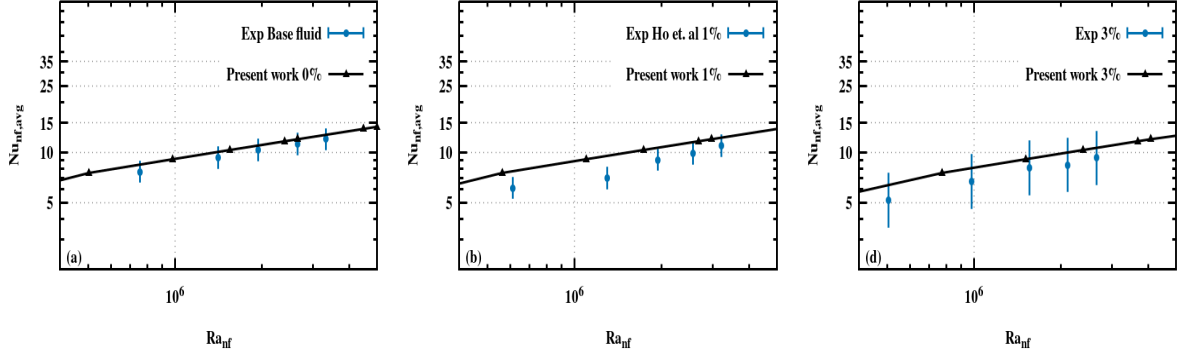 Exp Base fluid
Present work 0%
Nu_nf,avg
35
25
15
10
5
(a)
10^6
Ra_nf
Exp Ho et. al 1%
Present work 1%
Nu_nf,avg
35
25
15
10
5
(b)
10^6
Ra_nf
Exp 3%
Present work 3%
Nu_nf,avg
35
25
15
10
5
(d)
10^6
Ra_nf